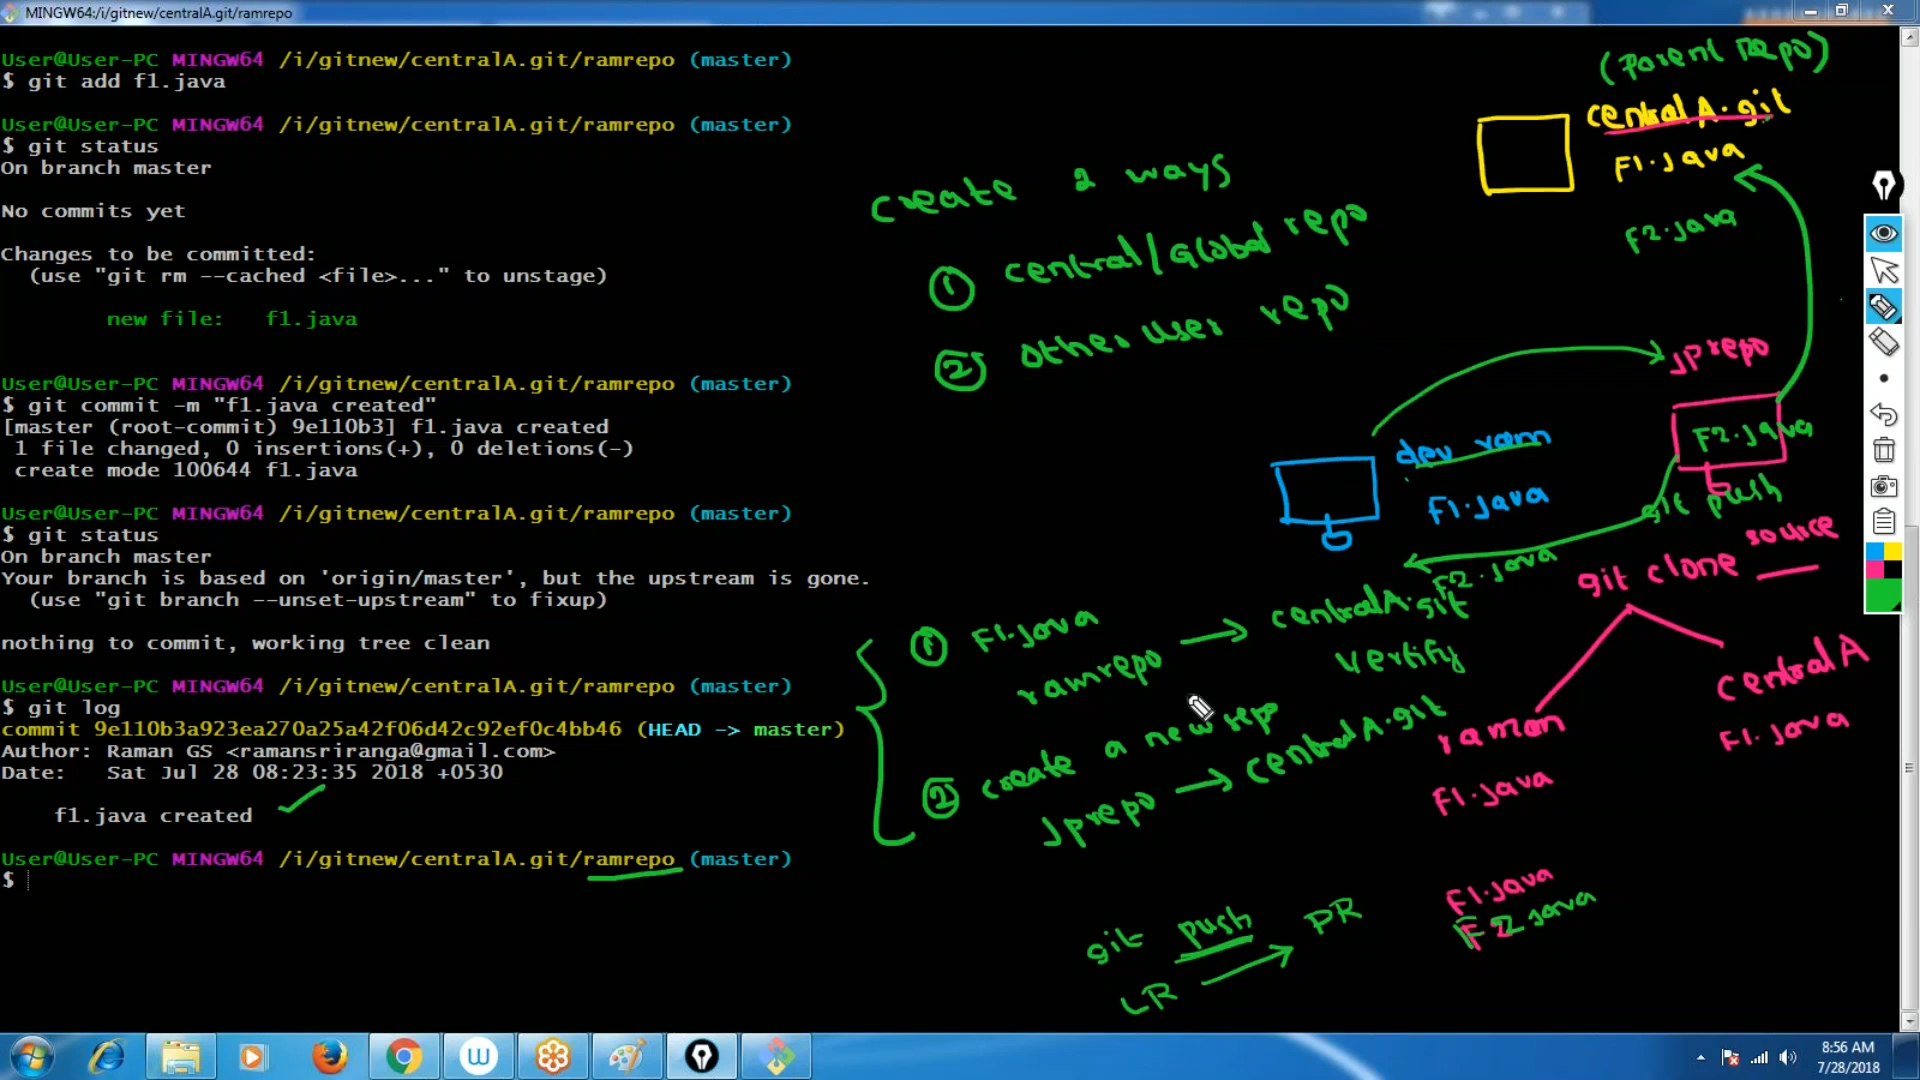 MINGW64:/i/gitnew/centralA.git/ramrepo
User@User-PC MINGW64 /i/gitnew/centralA.git/ramrepo (master)
$ git add f1.java
User@User-PC MINGW64 /i/gitnew/centralA.git/ramrepo (master)
$ git status
On branch master
No commits yet
Changes to be committed:
(use "git rm --cached <file>..." to unstage)
new file: f1.java
User@User-PC MINGW64 /i/gitnew/centralA.git/ramrepo (master)
$ git commit -m "f1.java created"
[master (root-commit) 9e110b3] f1.java created
1 file changed, 0 insertions(+), 0 deletions(-)
create mode 100644 f1.java
User@User-PC MINGW64 /i/gitnew/centralA.git/ramrepo (master)
$ git status
On branch master
Your branch is based on 'origin/master', but the upstream is gone.
(use "git branch --unset-upstream" to fixup)
nothing to commit, working tree clean
User@User-PC MINGW64 /i/gitnew/centralA.git/ramrepo (master)
$ git log
commit 9e110b3a923ea270a25a42f06d42c92ef0c4bb46 (HEAD -> master)
Author: Raman GS <ramansriranga@gmail.com>
Date: Sat Jul 28 08:23:35 2018 +0530
f1.java created
User@User-PC MINGW64 /i/gitnew/centralA.git/ramrepo (master)
$
(Parent Repo)
centralA.git
F1.java
F2.java
create 2 ways
① central/global repo
② other user repo
jprepo
F2.java
git push
dev ram
F1.java
F2.java
git clone source
raman
F1.java
centralA
F1.java
① F1.java
ramrepo → centralA.git
Vertify
② create a new repo
jprepo → centralA.git
F1.java
F2 java
git push PR
LR
8:56 AM
7/28/2018